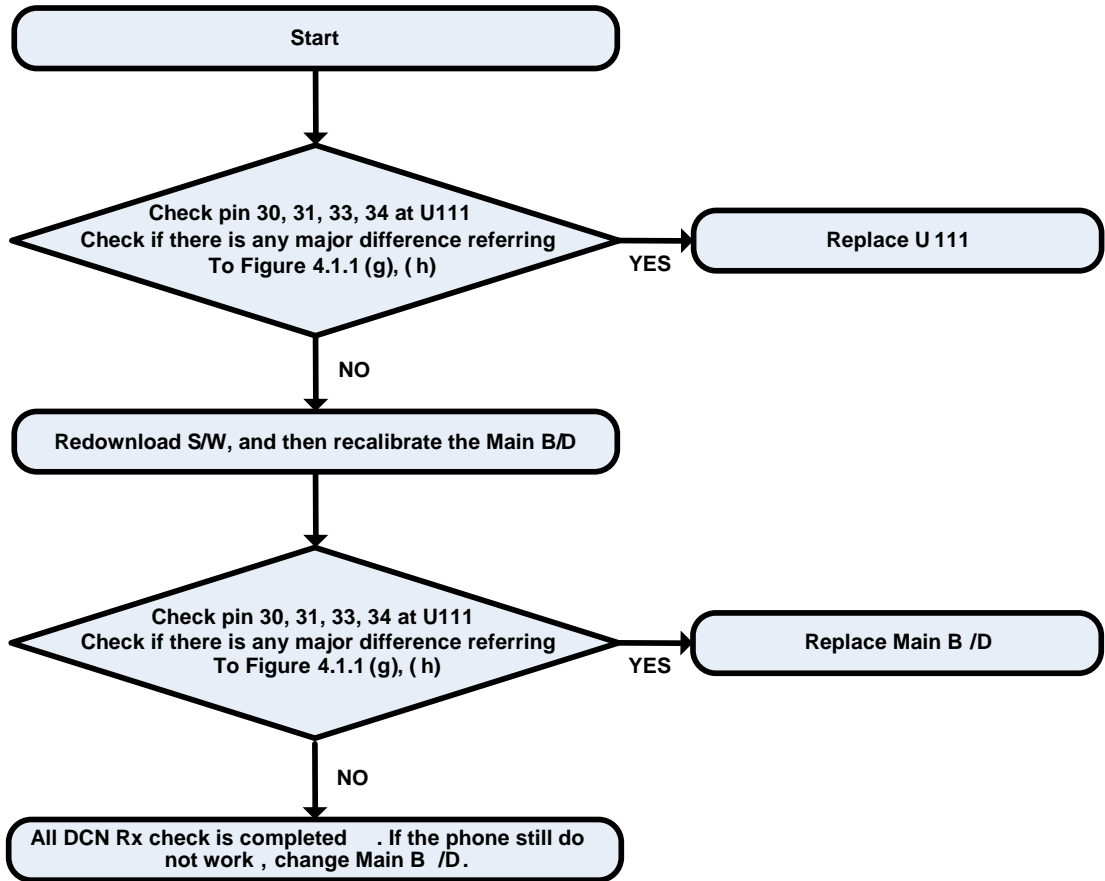 Start
Check pin 30, 31, 33, 34 at U111
Check if there is any major difference referring
To Figure 4.1.1 (g), ( h)
YES
Replace U 111
NO
Redownload S/W, and then recalibrate the Main B/D
Check pin 30, 31, 33, 34 at U111
Check if there is any major difference referring
To Figure 4.1.1 (g), ( h)
YES
Replace Main B /D
NO
All DCN Rx check is completed . If the phone still do
not work , change Main B /D.